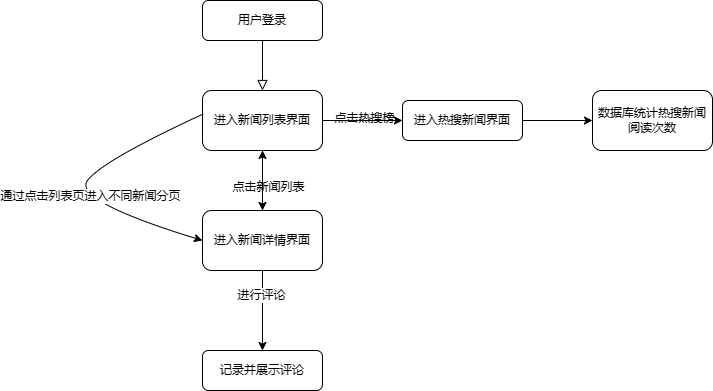 用户登录
进入新闻列表界面
点击热搜榜
进入热搜新闻界面
数据库统计热搜新闻
阅读次数
点击新闻列表
通过点击列表页进入不同新闻分页
进入新闻详情界面
进行评论
记录并展示评论